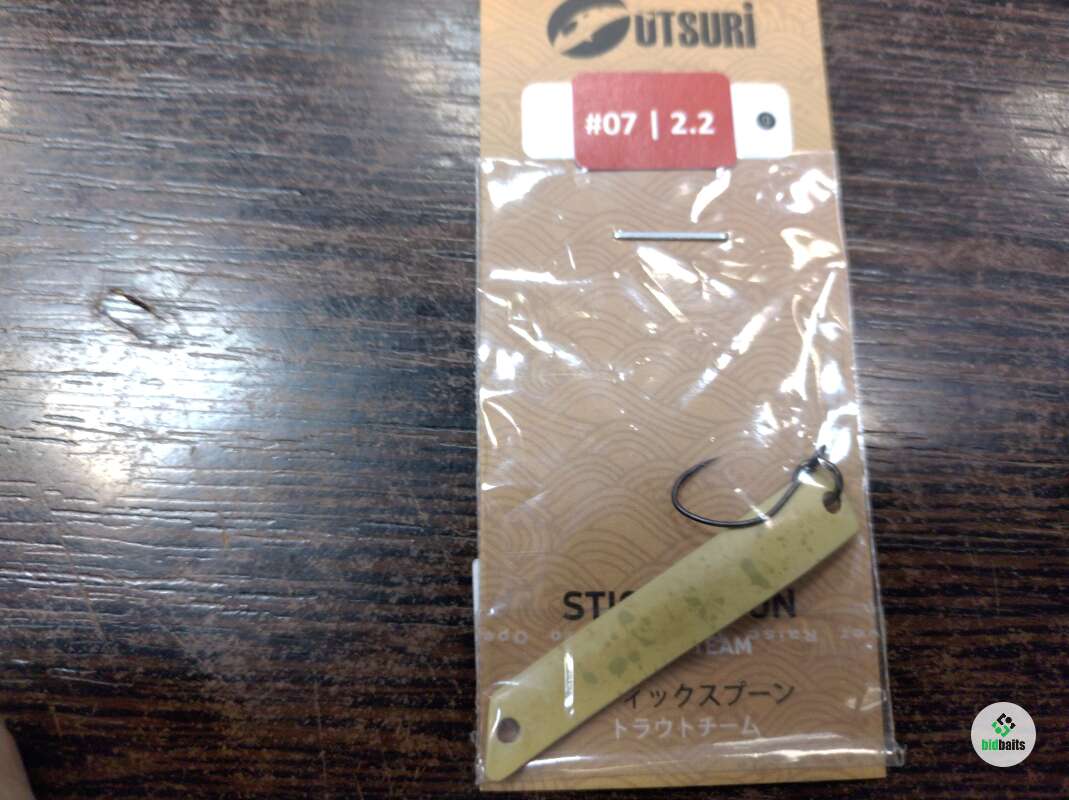 ÜTSURi
#07 | 2.2
TEAM
ィックスプーン
トラウトチーム
bidbaits